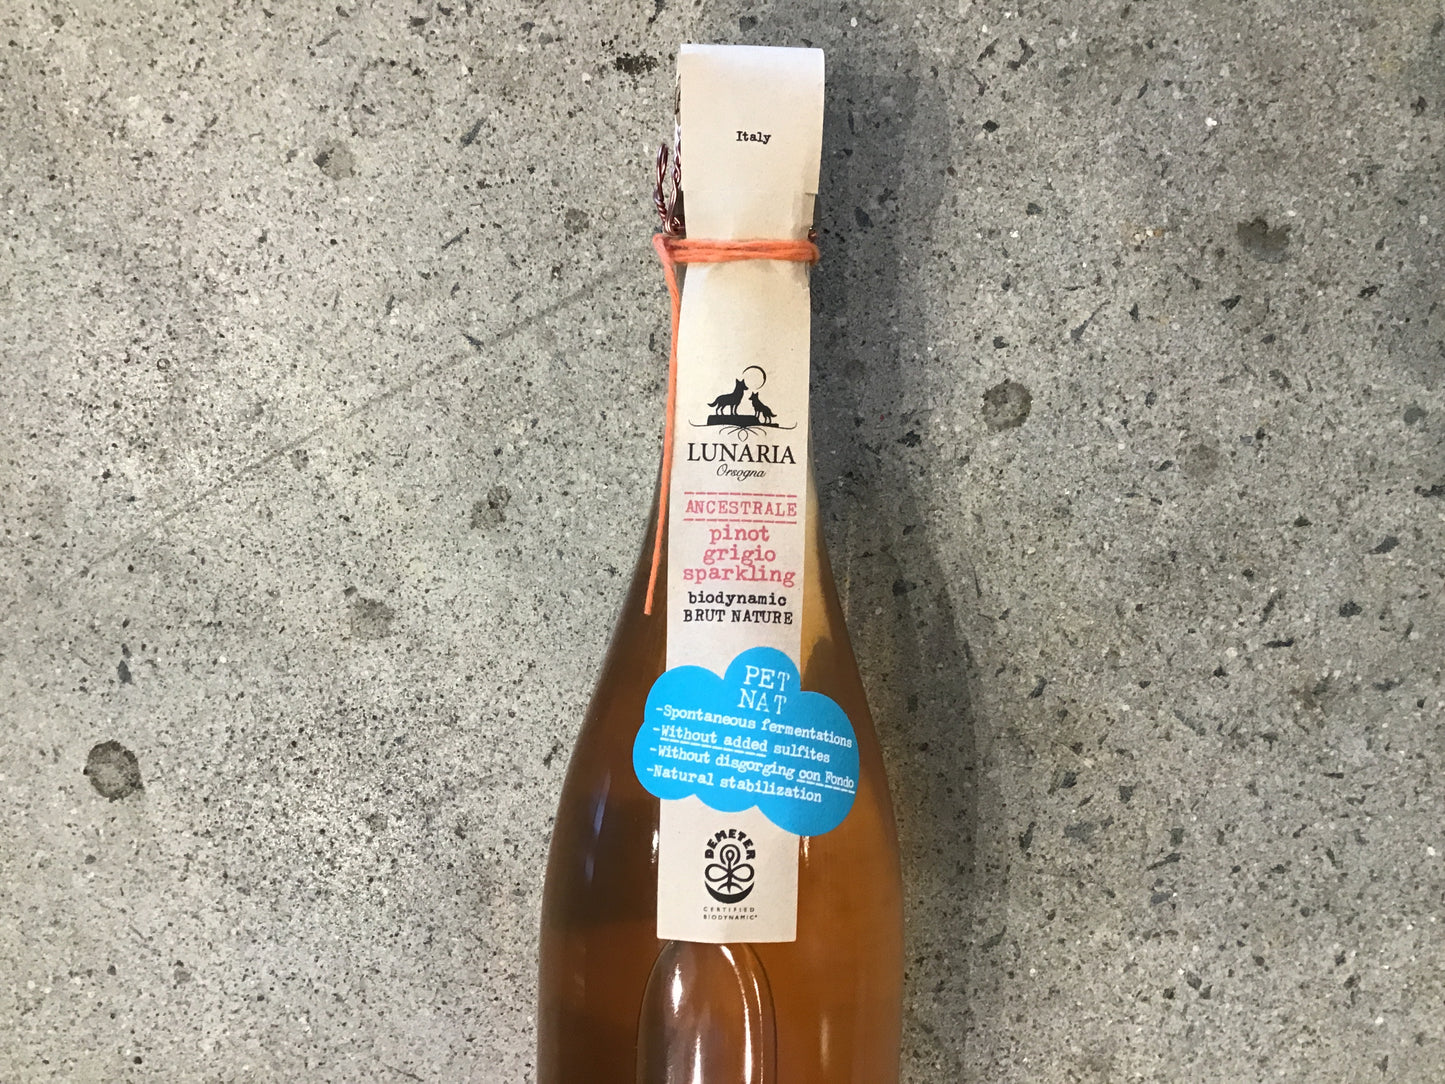 Italy
LUNARIA
Orsogna
ANCESTRALE
pinot
grigio
sparkling
biodynamic
BRUT NATURE
PET
NAT
-Spontaneous fermentations
-Without added sulfites
-Without disgorging con Fondo
-Natural stabilization
DEMETER
CERTIFIED
BIODYNAMIC®